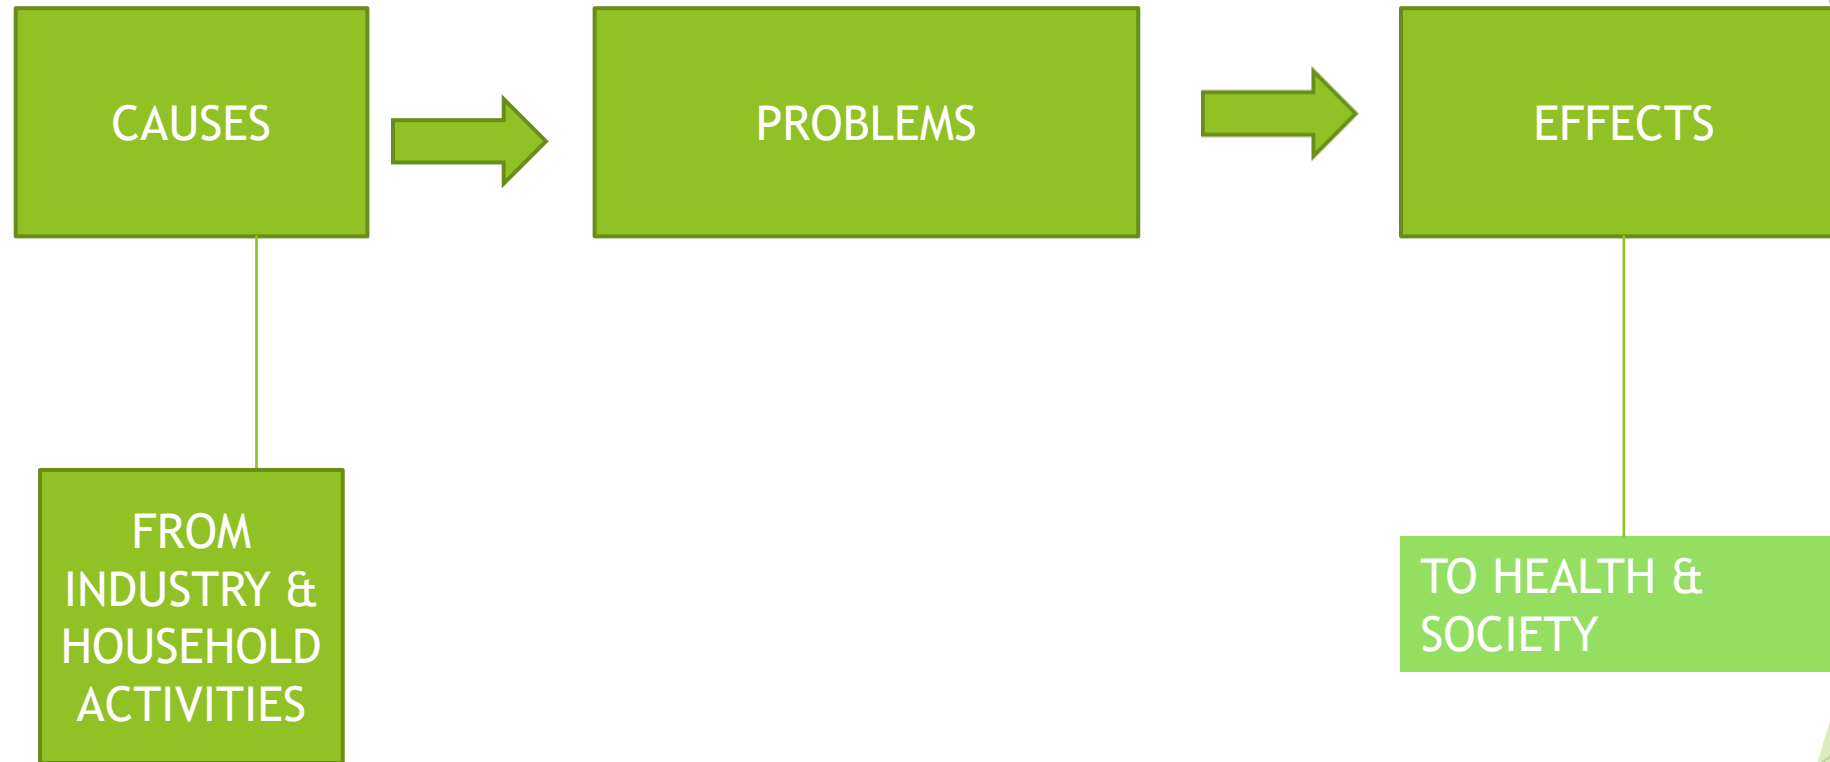 CAUSES
PROBLEMS
EFFECTS
FROM
INDUSTRY &
HOUSEHOLD
ACTIVITIES
TO HEALTH &
SOCIETY